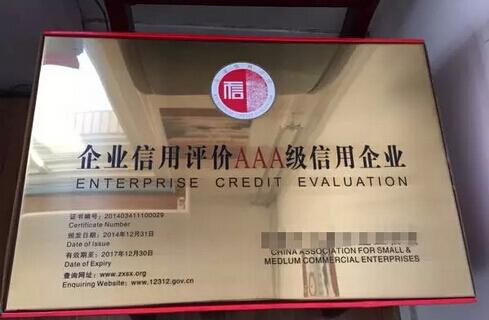 信
企业信用评价AAA级信用企业
ENTERPRISE CREDIT EVALUATION
证书编号：201403411100029
Certificate Number
颁发日期：2014年12月31日
Date of Issue
有效期至：2017年12月30日
Date of Expiry
查询网址：www.zxsx.org
Enquiring Website：www.12312.gov.cn
CHINA ASSOCIATION FOR SMALL &
MEDLUM COMMERCIAL ENTERPRISES